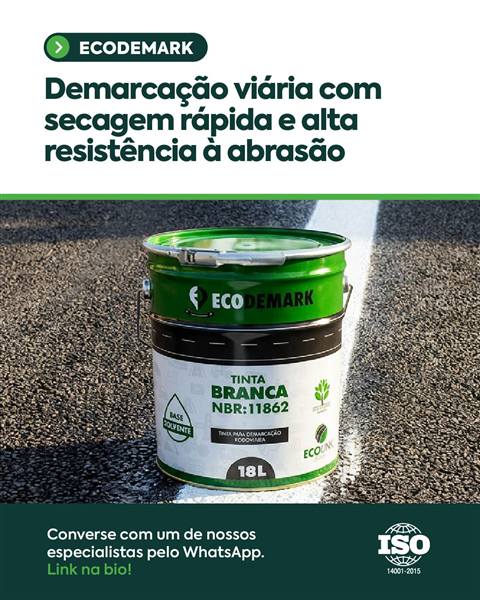 ECODEMARK
Demarcação viária com
secagem rápida e alta
resistência à abrasão
ECODEMARK
TINTA
BRANCA
NBR:11862
BASE
SOLVENTE
TINTA PARA DEMARCAÇÃO
RODOVIÁRIA
18L
Converse com um de nossos
especialistas pelo WhatsApp.
Link na bio!
ISO
14001-2015